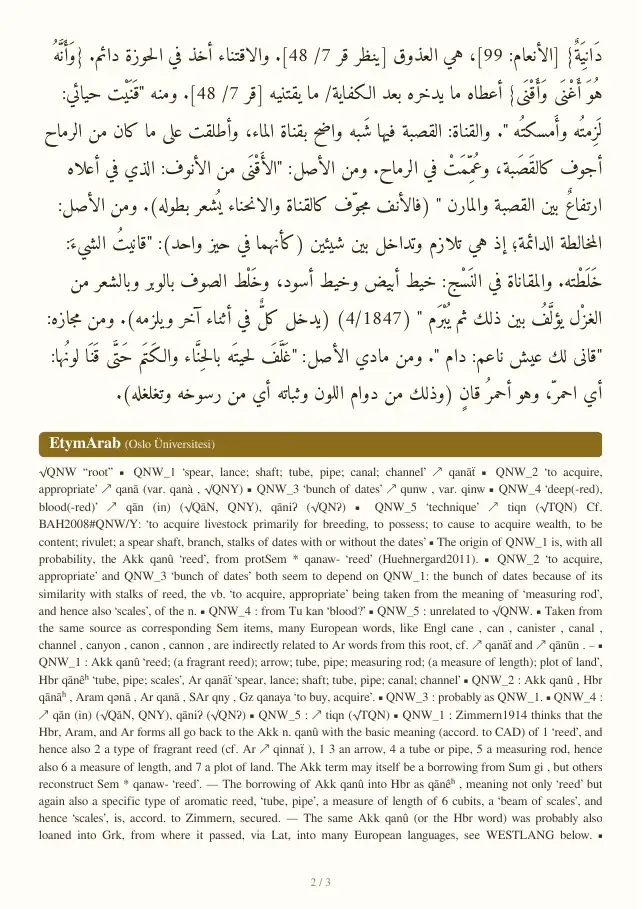 دَانِيَةٌ} [الأنعام: 99]، هي العذوق [ينظر قر 7/ 48]. والاقتناء أخذ في الحوزة دائم. {وَأَنَّهُ
هُوَ أَغْنَى وَأَقْنَى} أعطاه ما يدخره بعد الكفاية/ ما يقتنيه [قر 7/ 48]. ومنه "قَنَيْت حيائي:
لَزِمتُه وأَمسكتُه ". والقناة: القصبة فيها شَبه واضح بقناة الماء، وأطلقت على ما كان من الرماح
أجوف كالقَصَبة، وعُمِّمَتْ في الرماح. ومن الأصل: "الأَقْنَى من الأنوف: الذي في أعلاه
ارتفاعٌ بين القصبة والمارن " (فالأنف مجوّف كالقناة والانحناء يُشعر بطوله). ومن الأصل:
المخالطة الدائمة؛ إذ هي تلازم وتداخل بين شيئين (كأنهما في حيز واحد): "قانيتُ الشيءَ:
خَلَطْته. والمقاناة في النَسْج: خيط أبيض وخيط أسود، وخَلْط الصوف بالوبر وبالشعر من
الغزْل يؤلَّفُ بين ذلك ثم يُبْرَم " (4/1847) (يدخل كلٌّ في أثناء آخر ويلزمه). ومن مجازه:
"قانى لك عيش ناعم: دام ". ومن مادي الأصل: "غَلَّفَ لحيتَه بالحِنَّاء والكَتَم حَتَّى قَنَا لونُها:
أي احمرّ، وهو أحمرُ قانٍ (وذلك من دوام اللون وثباته أي من رسوخه وتغلغله).
EtymArab (Oslo Üniversitesi)
√QNW “root” ▪ QNW_1 ‘spear, lance; shaft; tube, pipe; canal; channel’ ↗ qanāẗ ▪ QNW_2 ‘to acquire,
appropriate’ ↗ qanā (var. qanà , √QNY) ▪ QNW_3 ‘bunch of dates’ ↗ qunw , var. qinw ▪ QNW_4 ‘deep(-red),
blood(-red)’ ↗ qān (in) (√QāN, QNY), qāniʔ (√QNʔ) ▪ QNW_5 ‘technique’ ↗ tiqn (√TQN) Cf.
BAH2008#QNW/Y: ‘to acquire livestock primarily for breeding, to possess; to cause to acquire wealth, to be
content; rivulet; a spear shaft, branch, stalks of dates with or without the dates’ ▪ The origin of QNW_1 is, with all
probability, the Akk qanû ‘reed’, from protSem * qanaw- ‘reed’ (Huehnergard2011). ▪ QNW_2 ‘to acquire,
appropriate’ and QNW_3 ‘bunch of dates’ both seem to depend on QNW_1: the bunch of dates because of its
similarity with stalks of reed, the vb. ‘to acquire, appropriate’ being taken from the meaning of ‘measuring rod’,
and hence also ‘scales’, of the n. ▪ QNW_4 : from Tu kan ‘blood?’ ▪ QNW_5 : unrelated to √QNW. ▪ Taken from
the same source as corresponding Sem items, many European words, like Engl cane , can , canister , canal ,
channel , canyon , canon , cannon , are indirectly related to Ar words from this root, cf. ↗ qanāẗ and ↗ qānūn . – ▪
QNW_1 : Akk qanû ‘reed; (a fragrant reed); arrow; tube, pipe; measuring rod; (a measure of length); plot of land’,
Hbr qānêʰ ‘tube, pipe; scales’, Ar qanāẗ ‘spear, lance; shaft; tube, pipe; canal; channel’ ▪ QNW_2 : Akk qanû , Hbr
qānāʰ , Aram qənā , Ar qanā , SAr qny , Gz qanaya ‘to buy, acquire’. ▪ QNW_3 : probably as QNW_1. ▪ QNW_4 :
↗ qān (in) (√QāN, QNY), qāniʔ (√QNʔ) ▪ QNW_5 : ↗ tiqn (√TQN) ▪ QNW_1 : Zimmern1914 thinks that the
Hbr, Aram, and Ar forms all go back to the Akk n. qanû with the basic meaning (accord. to CAD) of 1 ‘reed’, and
hence also 2 a type of fragrant reed (cf. Ar ↗ qinnaẗ ), 1 3 an arrow, 4 a tube or pipe, 5 a measuring rod, hence
also 6 a measure of length, and 7 a plot of land. The Akk term may itself be a borrowing from Sum gi , but others
reconstruct Sem * qanaw- ‘reed’. — The borrowing of Akk qanû into Hbr as qānêʰ , meaning not only ‘reed’ but
again also a specific type of aromatic reed, ‘tube, pipe’, a measure of length of 6 cubits, a ‘beam of scales’, and
hence ‘scales’, is, accord. to Zimmern, secured. — The same Akk qanû (or the Hbr word) was probably also
loaned into Grk, from where it passed, via Lat, into many European languages, see WESTLANG below. ▪
2 / 3